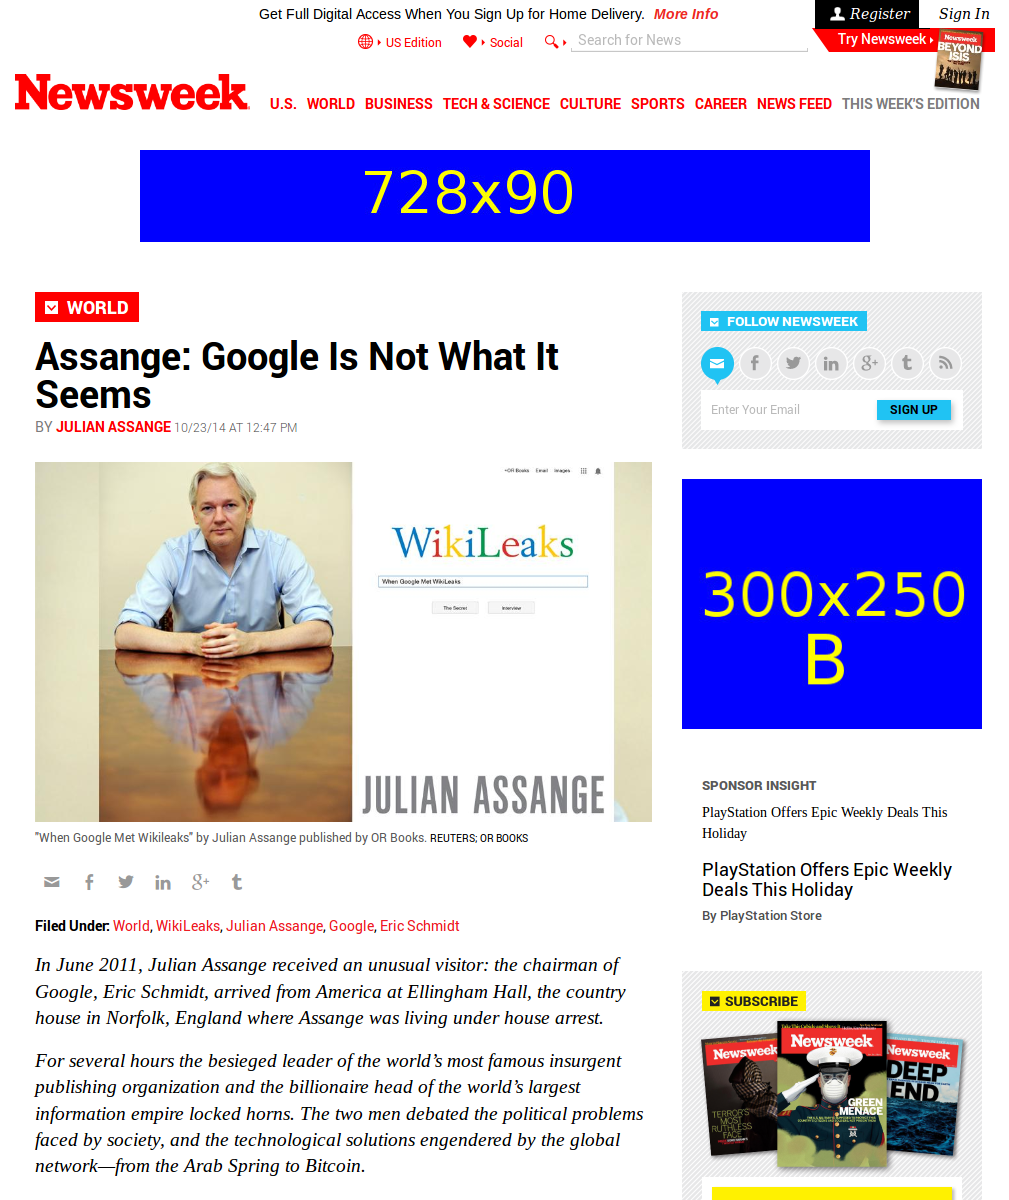 Get Full Digital Access When You Sign Up for Home Delivery. More Info
Register
Sign In
US Edition
Social
Search for News
Try Newsweek
Newsweek
BEYOND
ISIS
Newsweek
U.S. WORLD BUSINESS TECH & SCIENCE CULTURE SPORTS CAREER NEWS FEED THIS WEEK'S EDITION
728x90
WORLD
Assange: Google Is Not What It
Seems
BY JULIAN ASSANGE 10/23/14 AT 12:47 PM
+OR Books Email Images
WikiLeaks
When Google Met WikiLeaks
The Secret Interview
JULIAN ASSANGE
"When Google Met Wikileaks" by Julian Assange published by OR Books. REUTERS; OR BOOKS
Filed Under: World, WikiLeaks, Julian Assange, Google, Eric Schmidt
In June 2011, Julian Assange received an unusual visitor: the chairman of
Google, Eric Schmidt, arrived from America at Ellingham Hall, the country
house in Norfolk, England where Assange was living under house arrest.
For several hours the besieged leader of the world’s most famous insurgent
publishing organization and the billionaire head of the world’s largest
information empire locked horns. The two men debated the political problems
faced by society, and the technological solutions engendered by the global
network—from the Arab Spring to Bitcoin.
FOLLOW NEWSWEEK
Enter Your Email
SIGN UP
300x250
B
SPONSOR INSIGHT
PlayStation Offers Epic Weekly Deals This
Holiday
PlayStation Offers Epic Weekly
Deals This Holiday
By PlayStation Store
SUBSCRIBE
Newsweek
TERROR'S
MOST
RUTHLESS
FACE
Newsweek
GREEN
MENACE
Newsweek
DEEP
END